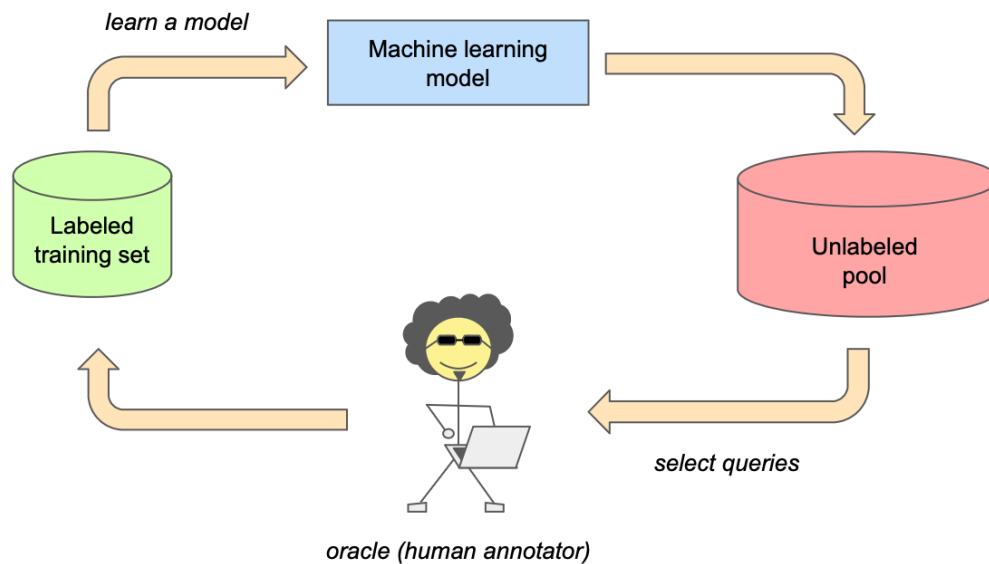 learn a model
Machine learning
model
Labeled
training set
Unlabeled
pool
select queries
oracle (human annotator)